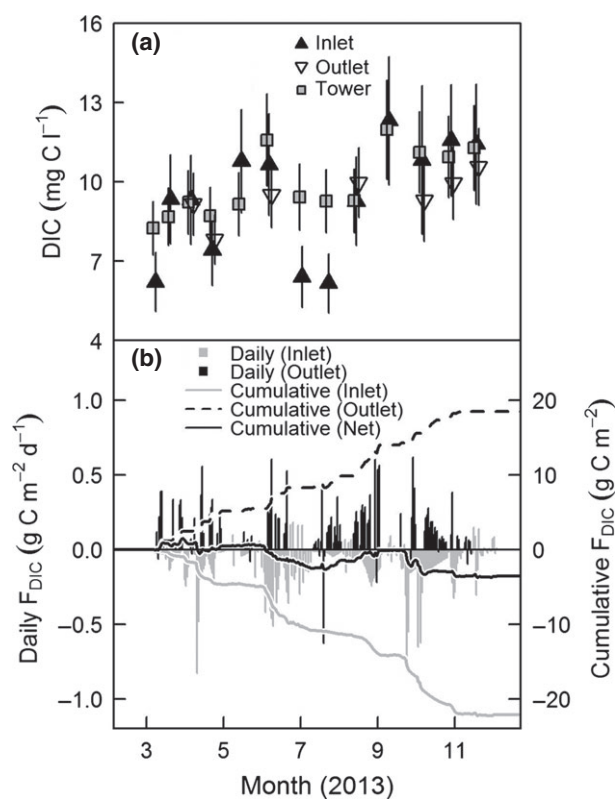 (a)
Inlet
Outlet
Tower
16
13
10
7
4
DIC (mg C l⁻¹)
(b)
Daily (Inlet)
Daily (Outlet)
Cumulative (Inlet)
Cumulative (Outlet)
Cumulative (Net)
1.0
0.5
0.0
−0.5
−1.0
Daily F_DIC (g C m⁻² d⁻¹)
20
10
0
−10
−20
Cumulative F_DIC (g C m⁻²)
3 5 7 9 11
Month (2013)